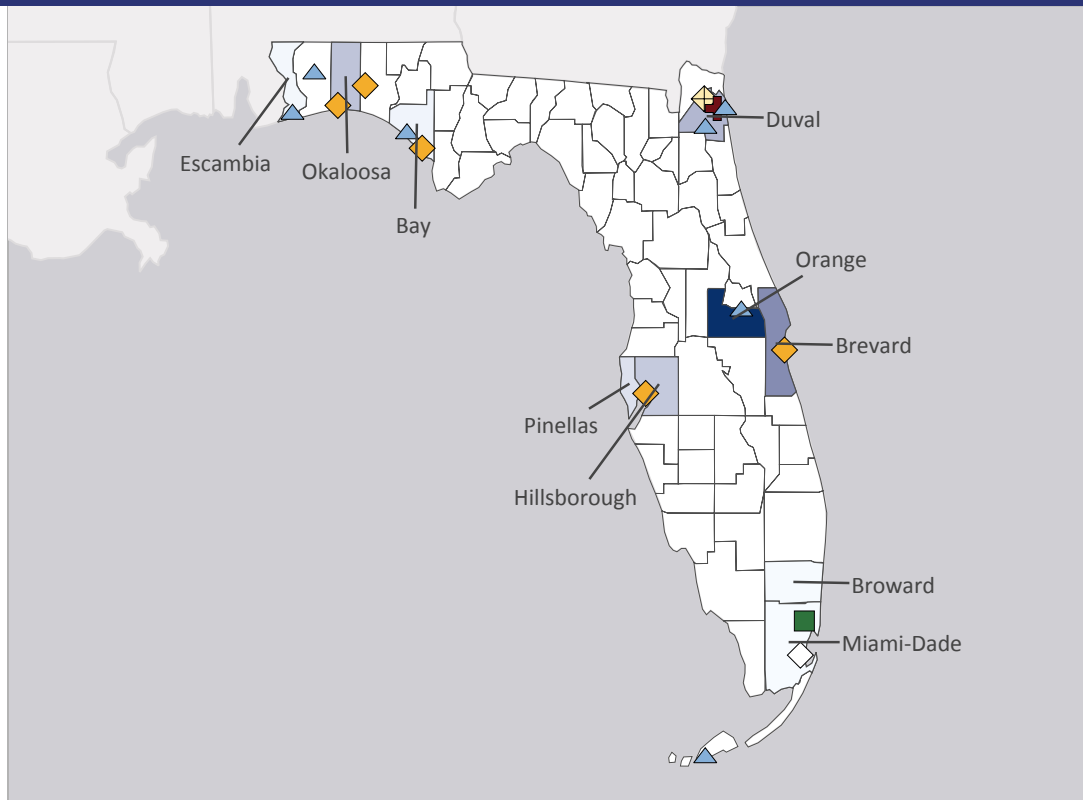 Duval
Escambia
Okaloosa
Bay
Orange
Brevard
Pinellas
Hillsborough
Broward
Miami-Dade